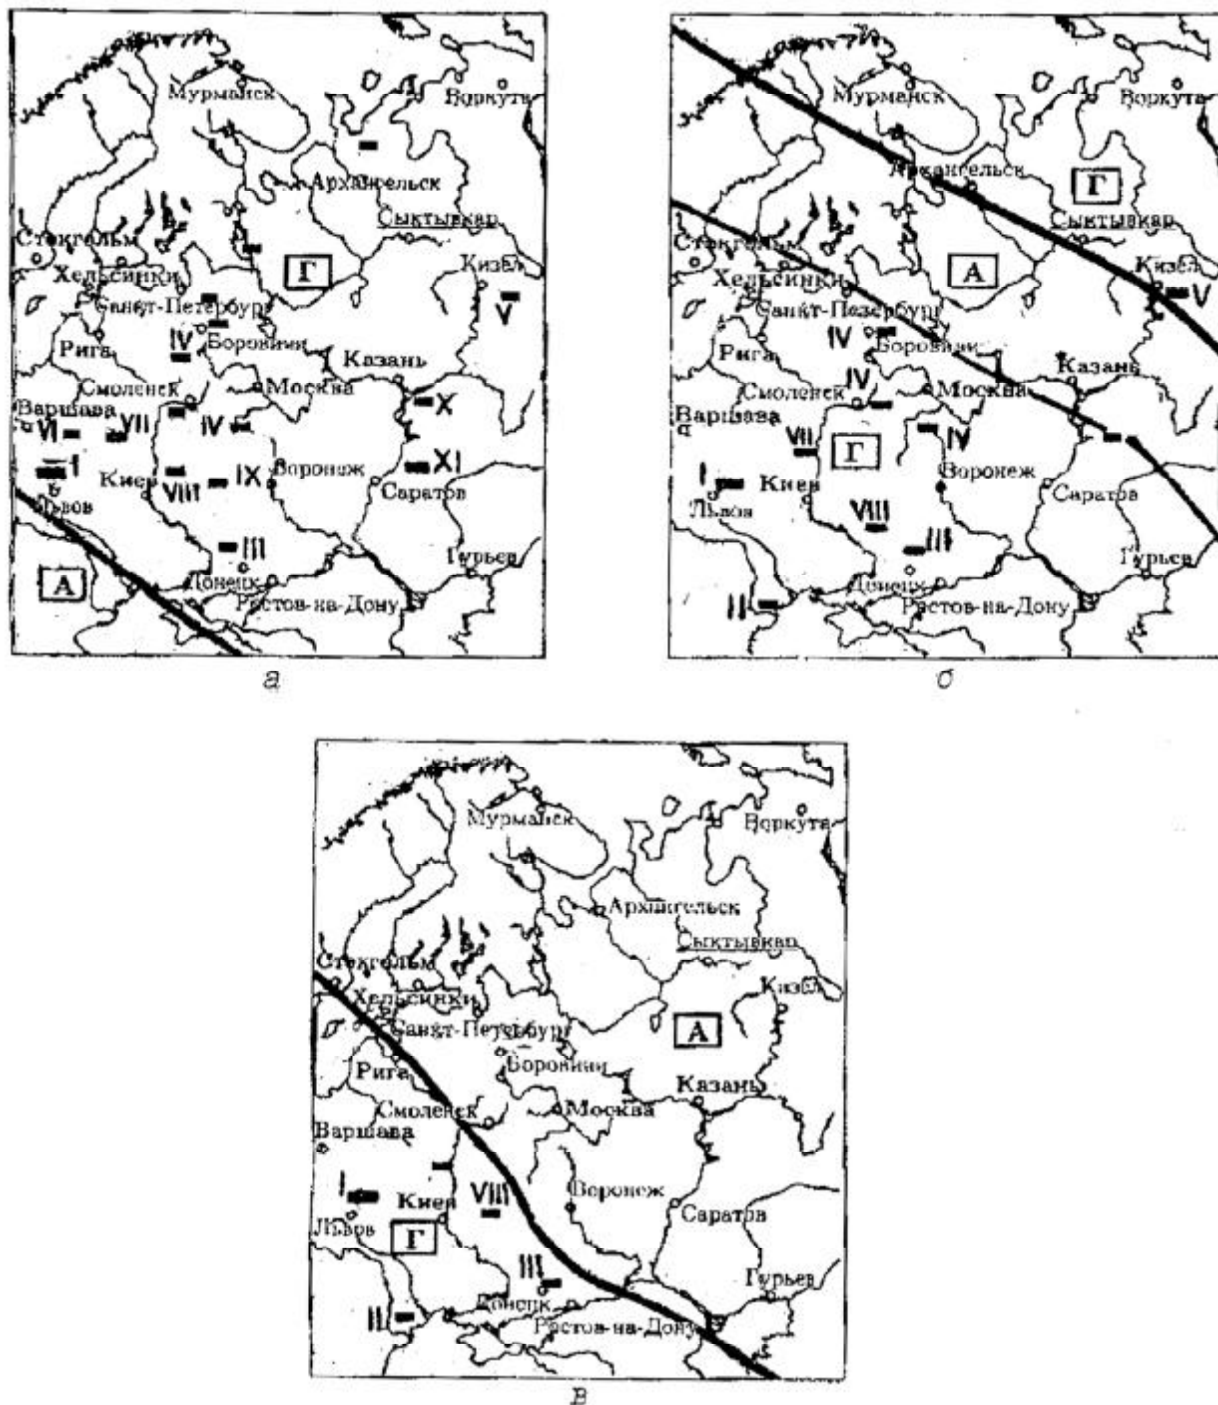 Мурманск
Воркута
Архангельск
Сыктывкар
Стокгольм
Кизел
Г
Хельсинки
Санкт-Петербург
V
IV
Боровичи
Рига
Казань
Смоленск
Москва
X
Варшава
VI
VII
IV
I
IX
Воронеж
XI
Киев
VIII
Саратов
Львов
III
Гурьев
А
Донецк
Ростов-на-Дону
а
Мурманск
Воркута
Архангельск
Г
Сыктывкар
Стокгольм
А
Кизел
Хельсинки
V
Санкт-Петербург
IV
Боровичи
Рига
Казань
IV
Смоленск
Москва
Варшава
VII
Г
IV
I
Воронеж
Киев
Саратов
Львов
VIII
III
Гурьев
Донецк
II
Ростов-на-Дону
б
Мурманск
Воркута
Архангельск
Сыктывкар
Стокгольм
Кизел
Хельсинки
Санкт-Петербург
А
Боровичи
Рига
Казань
Смоленск
Москва
Варшава
I
Киев
VIII
Воронеж
Саратов
Львов
Г
III
Гурьев
Донецк
II
Ростов-на-Дону
в